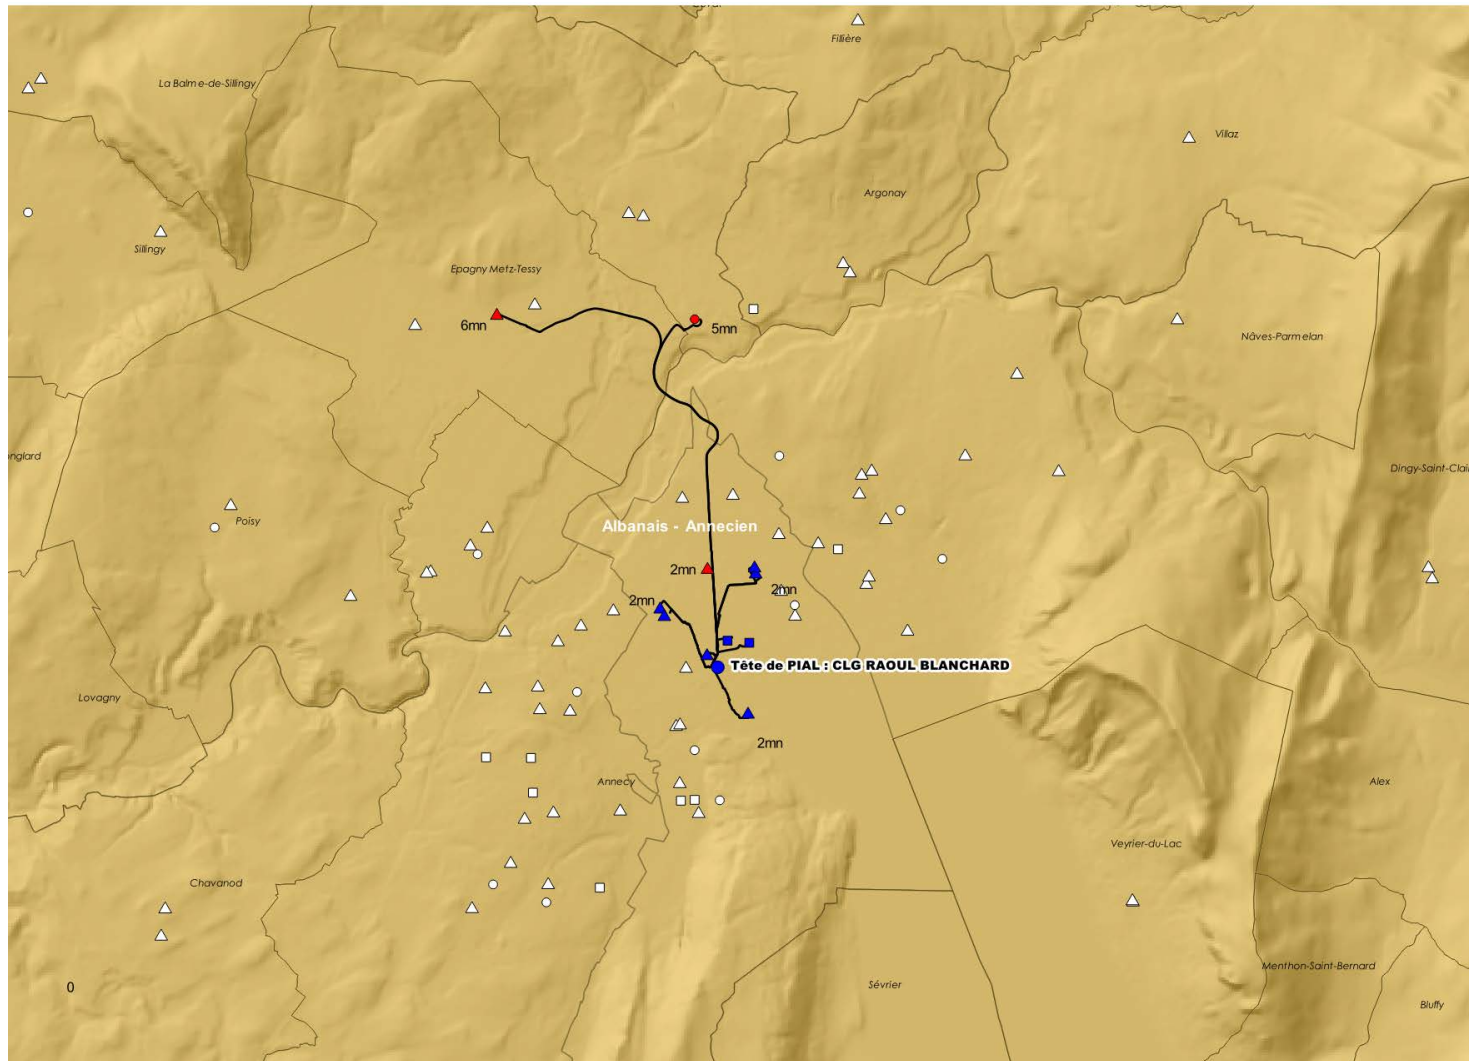 Fillière
La Balme-de-Sillingy
Villaz
Argonay
Sillingy
Epagny Metz-Tessy
6mn
5mn
Nâves-Parmelan
Dingy-Saint-Clai
Poisy
Albanais - Annecien
2mn
2mn
2mn
Tête de PIAL : CLG RAOUL BLANCHARD
Lovagny
2mn
Annecy
Alex
Veyrier-du-Lac
Chavanod
Menthon-Saint-Bernard
Sévrier
0
Bluffy